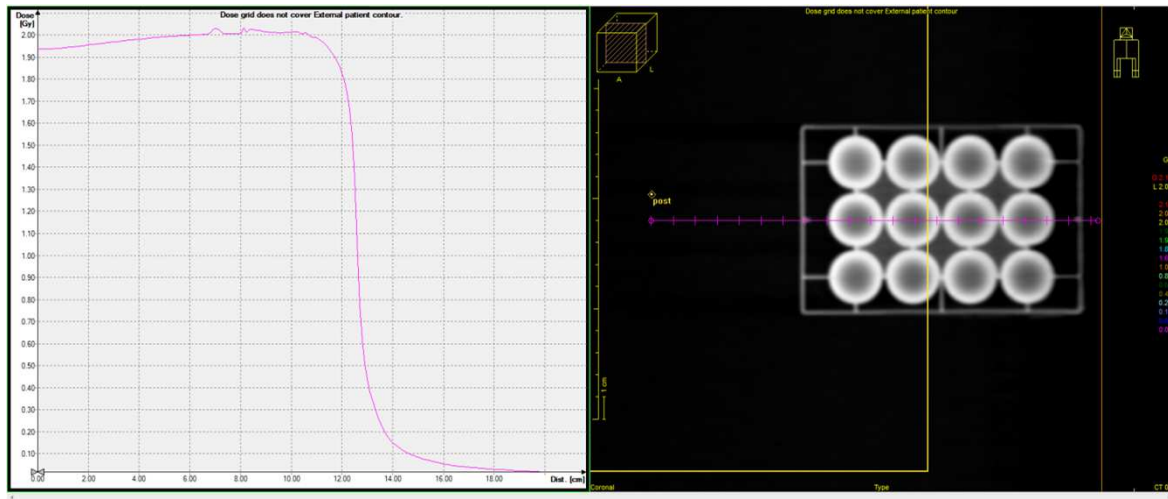 Dose
[Gy]
Dose grid does not cover External patient contour.
2.00
1.90
1.80
1.70
1.60
1.50
1.40
1.30
1.20
1.10
1.00
0.90
0.80
0.70
0.60
0.50
0.40
0.30
0.20
0.10
0.00
2.00
4.00
6.00
8.00
10.00
12.00
14.00
16.00
18.00
Dist. [cm]
Dose grid does not cover External patient contour
L
A
post
1 cm
Coronal
Type
CT 0